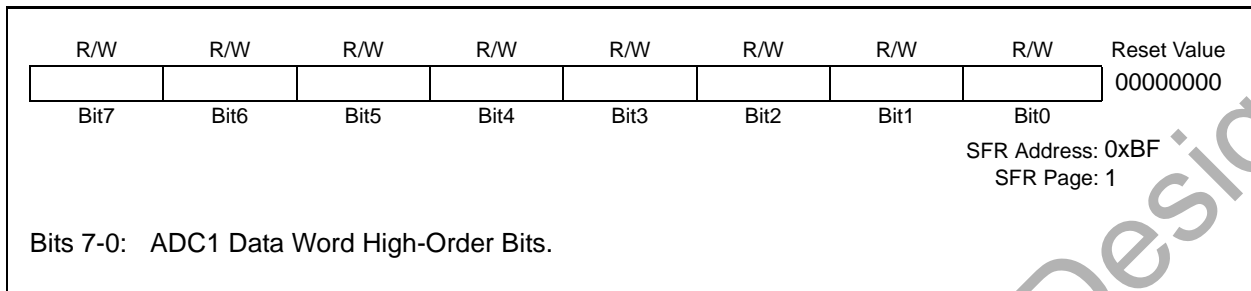 R/W R/W R/W R/W R/W R/W R/W R/W Reset Value
00000000
Bit7 Bit6 Bit5 Bit4 Bit3 Bit2 Bit1 Bit0
SFR Address: 0xBF
SFR Page: 1
Bits 7-0: ADC1 Data Word High-Order Bits.